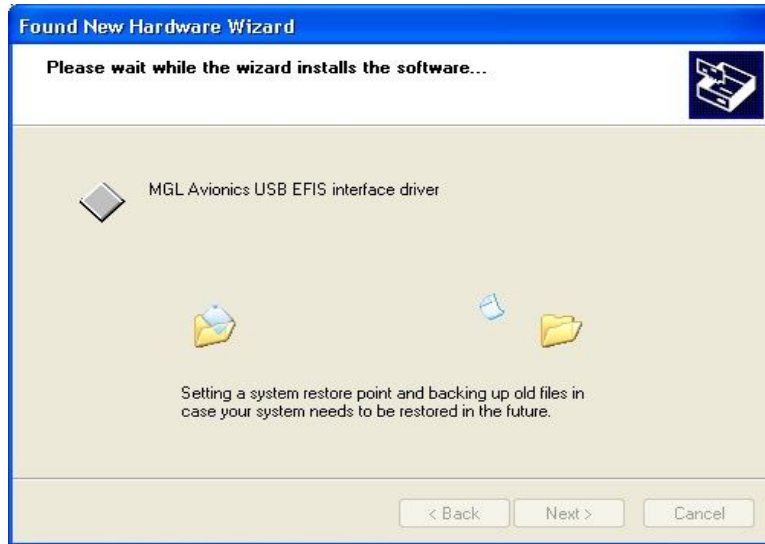 Found New Hardware Wizard
Please wait while the wizard installs the software...
MGL Avionics USB EFIS interface driver
Setting a system restore point and backing up old files in
case your system needs to be restored in the future.
< Back Next > Cancel